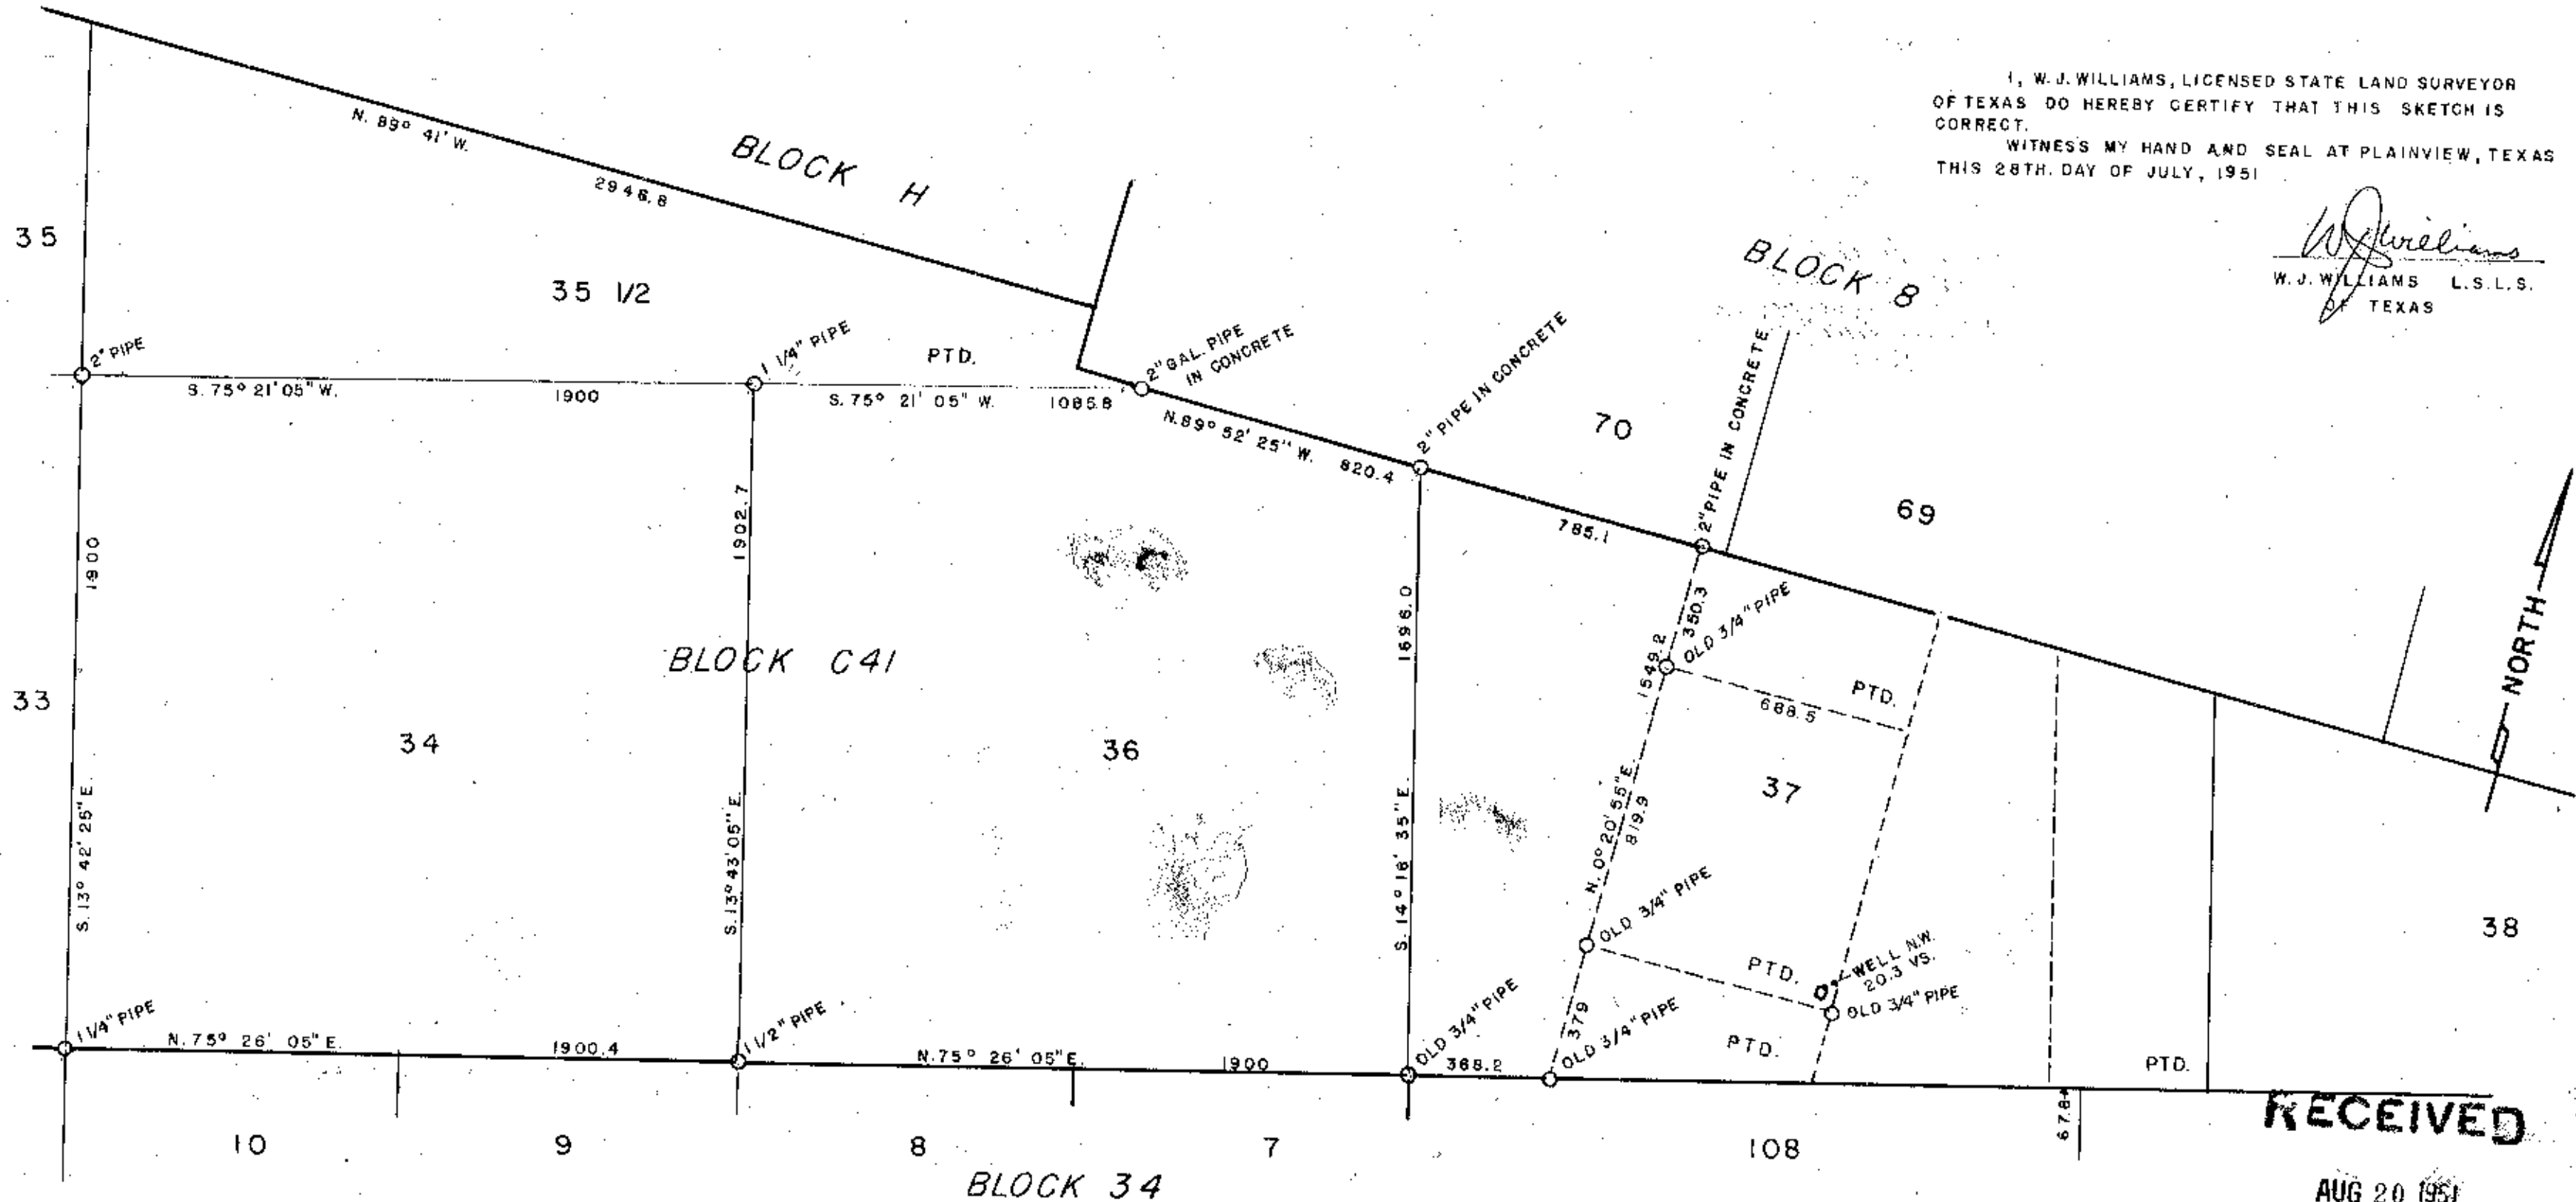 I, W. J. WILLIAMS, LICENSED STATE LAND SURVEYOR
OF TEXAS DO HEREBY CERTIFY THAT THIS SKETCH IS
CORRECT.
WITNESS MY HAND AND SEAL AT PLAINVIEW, TEXAS
THIS 28TH. DAY OF JULY, 1951
W J Williams
W. J. WILLIAMS L.S.L.S.
OF TEXAS
N. 89° 41' W.
2946.8
BLOCK H
BLOCK 8
35
35 1/2
2" PIPE
1 1/4" PIPE
PTD.
2" GAL. PIPE
IN CONCRETE
2" PIPE IN CONCRETE
2" PIPE IN CONCRETE
S. 75° 21' 05" W.
1900
S. 75° 21' 05" W.
1085.8
N. 89° 52' 25" W.
820.4
70
69
785.1
1900
1902.7
1696.0
350.3
1549.2
OLD 3/4" PIPE
PTD.
688.5
NORTH
BLOCK C41
33
34
36
37
38
S. 13° 42' 25" E.
S. 13° 43' 05" E.
S. 14° 16' 35" E.
N. 0° 20' 55" E.
819.9
OLD 3/4" PIPE
PTD.
WELL N.W.
20.3 VS.
OLD 3/4" PIPE
1 1/4" PIPE
N. 75° 26' 05" E.
1900.4
1 1/2" PIPE
N. 75° 26' 05" E.
1900
OLD 3/4" PIPE
368.2
379
OLD 3/4" PIPE
PTD.
PTD.
67.8
10
9
8
7
108
BLOCK 34
RECEIVED
AUG 20 1951